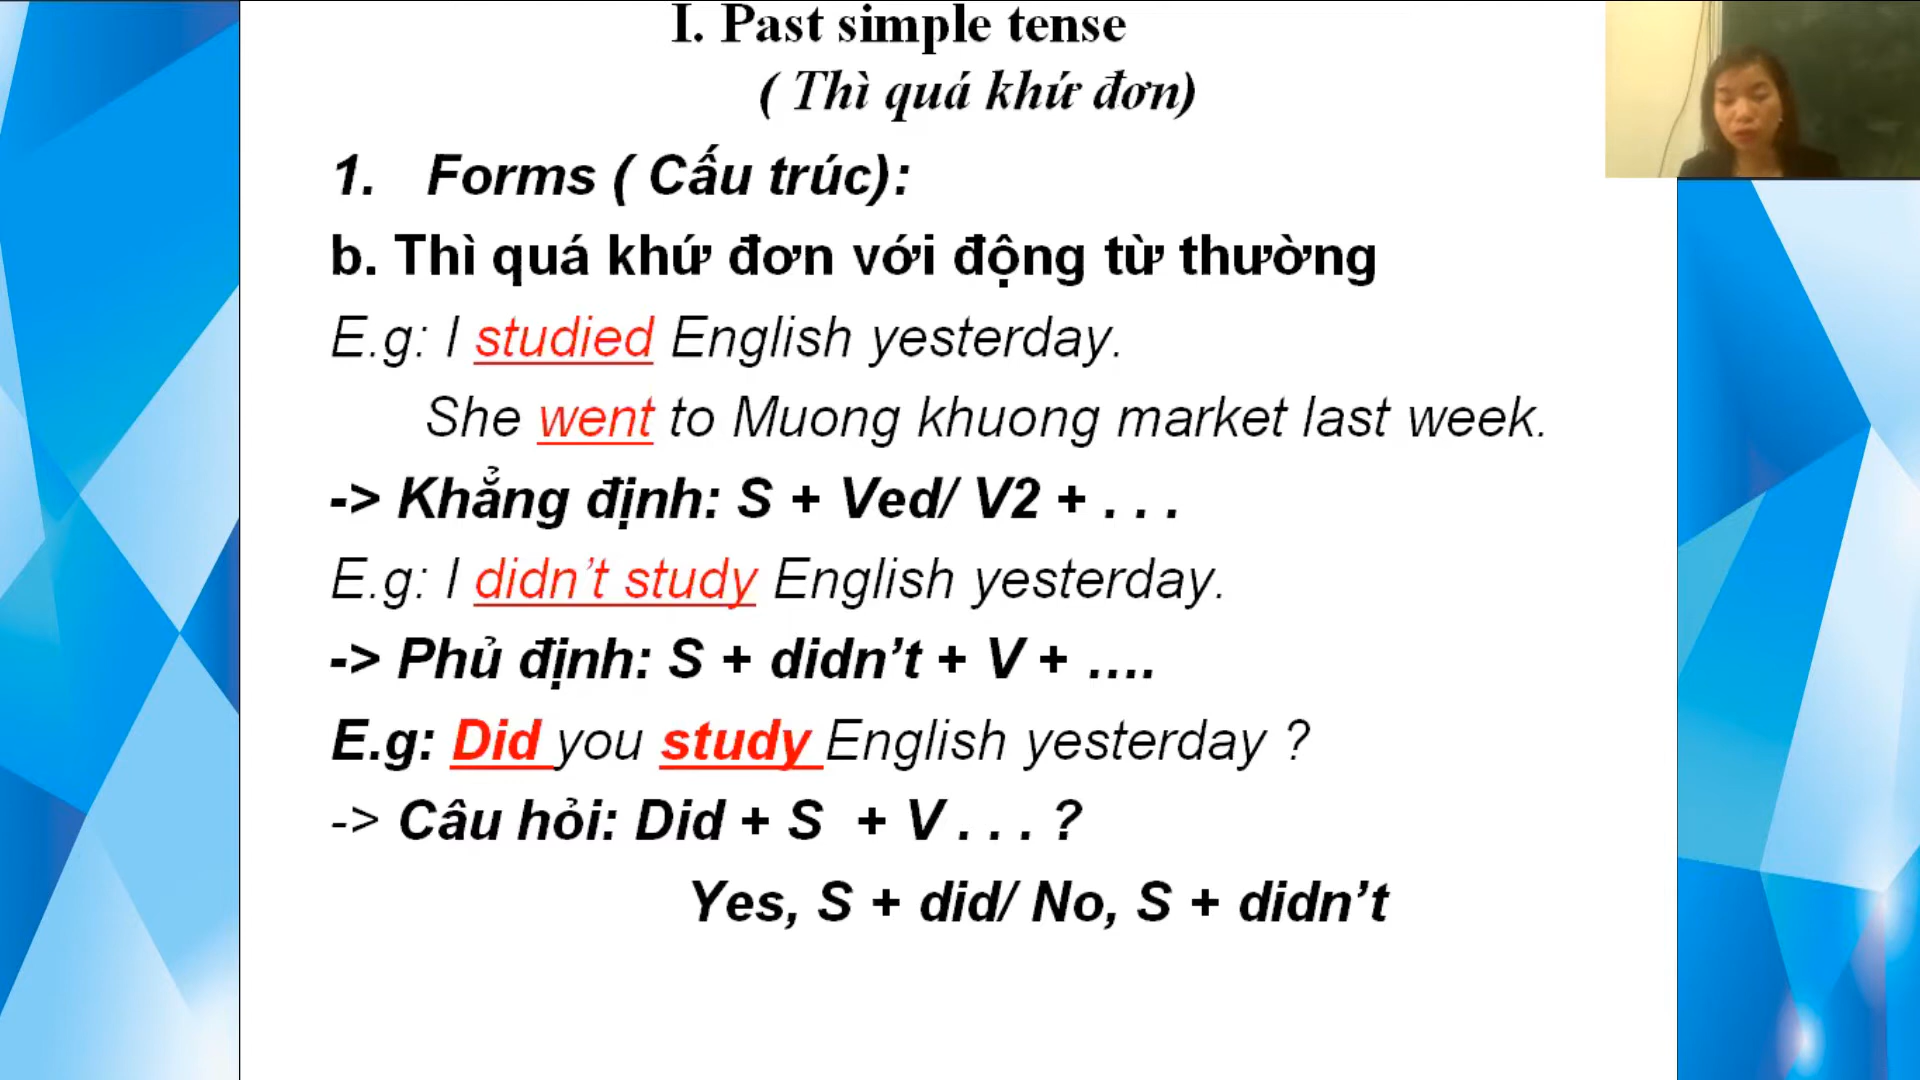 I. Past simple tense
( Thì quá khứ đơn)
1. Forms ( Cấu trúc):
b. Thì quá khứ đơn với động từ thường
E.g: I studied English yesterday.
She went to Muong khuong market last week.
-> Khẳng định: S + Ved/ V2 + . . .
E.g: I didn’t study English yesterday.
-> Phủ định: S + didn’t + V + ....
E.g: Did you study English yesterday ?
-> Câu hỏi: Did + S + V . . . ?
Yes, S + did/ No, S + didn’t